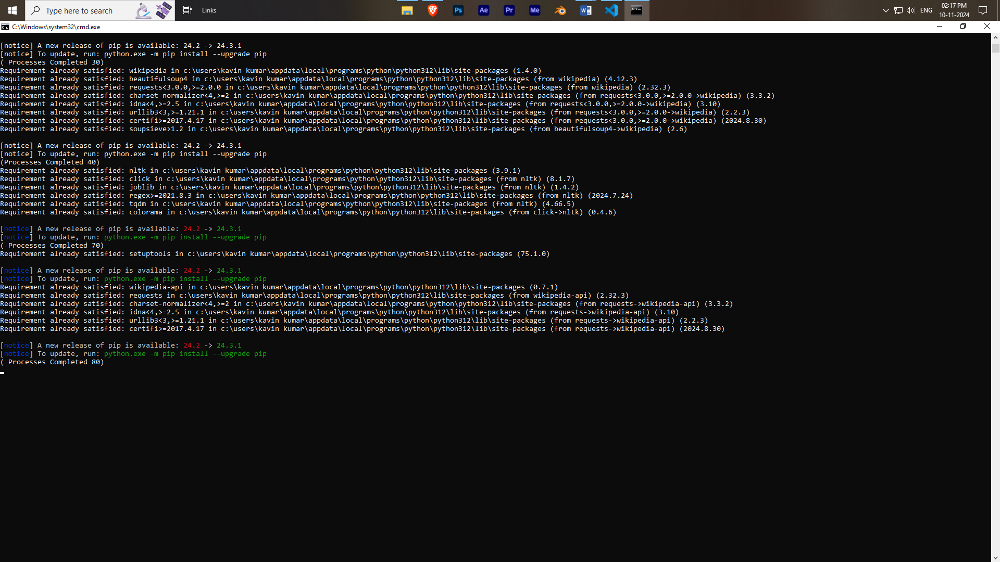 Type here to search
Links
Ps
Ae
Pr
Me
ENG
02:17 PM
10-11-2024
C:\Windows\system32\cmd.exe
[notice] A new release of pip is available: 24.2 -> 24.3.1
[notice] To update, run: python.exe -m pip install --upgrade pip
( Processes Completed 30)
Requirement already satisfied: wikipedia in c:\users\kavin kumar\appdata\local\programs\python\python312\lib\site-packages (1.4.0)
Requirement already satisfied: beautifulsoup4 in c:\users\kavin kumar\appdata\local\programs\python\python312\lib\site-packages (from wikipedia) (4.12.3)
Requirement already satisfied: requests<3.0.0,>=2.0.0 in c:\users\kavin kumar\appdata\local\programs\python\python312\lib\site-packages (from wikipedia) (2.32.3)
Requirement already satisfied: charset-normalizer<4,>=2 in c:\users\kavin kumar\appdata\local\programs\python\python312\lib\site-packages (from requests<3.0.0,>=2.0.0->wikipedia) (3.3.2)
Requirement already satisfied: idna<4,>=2.5 in c:\users\kavin kumar\appdata\local\programs\python\python312\lib\site-packages (from requests<3.0.0,>=2.0.0->wikipedia) (3.10)
Requirement already satisfied: urllib3<3,>=1.21.1 in c:\users\kavin kumar\appdata\local\programs\python\python312\lib\site-packages (from requests<3.0.0,>=2.0.0->wikipedia) (2.2.3)
Requirement already satisfied: certifi>=2017.4.17 in c:\users\kavin kumar\appdata\local\programs\python\python312\lib\site-packages (from requests<3.0.0,>=2.0.0->wikipedia) (2024.8.30)
Requirement already satisfied: soupsieve>1.2 in c:\users\kavin kumar\appdata\local\programs\python\python312\lib\site-packages (from beautifulsoup4->wikipedia) (2.6)
[notice] A new release of pip is available: 24.2 -> 24.3.1
[notice] To update, run: python.exe -m pip install --upgrade pip
(Processes Completed 40)
Requirement already satisfied: nltk in c:\users\kavin kumar\appdata\local\programs\python\python312\lib\site-packages (3.9.1)
Requirement already satisfied: click in c:\users\kavin kumar\appdata\local\programs\python\python312\lib\site-packages (from nltk) (8.1.7)
Requirement already satisfied: joblib in c:\users\kavin kumar\appdata\local\programs\python\python312\lib\site-packages (from nltk) (1.4.2)
Requirement already satisfied: regex>=2021.8.3 in c:\users\kavin kumar\appdata\local\programs\python\python312\lib\site-packages (from nltk) (2024.7.24)
Requirement already satisfied: tqdm in c:\users\kavin kumar\appdata\local\programs\python\python312\lib\site-packages (from nltk) (4.66.5)
Requirement already satisfied: colorama in c:\users\kavin kumar\appdata\local\programs\python\python312\lib\site-packages (from click->nltk) (0.4.6)
[notice] A new release of pip is available: 24.2 -> 24.3.1
[notice] To update, run: python.exe -m pip install --upgrade pip
( Processes Completed 70)
Requirement already satisfied: setuptools in c:\users\kavin kumar\appdata\local\programs\python\python312\lib\site-packages (75.1.0)
[notice] A new release of pip is available: 24.2 -> 24.3.1
[notice] To update, run: python.exe -m pip install --upgrade pip
Requirement already satisfied: wikipedia-api in c:\users\kavin kumar\appdata\local\programs\python\python312\lib\site-packages (0.7.1)
Requirement already satisfied: requests in c:\users\kavin kumar\appdata\local\programs\python\python312\lib\site-packages (from wikipedia-api) (2.32.3)
Requirement already satisfied: charset-normalizer<4,>=2 in c:\users\kavin kumar\appdata\local\programs\python\python312\lib\site-packages (from requests->wikipedia-api) (3.3.2)
Requirement already satisfied: idna<4,>=2.5 in c:\users\kavin kumar\appdata\local\programs\python\python312\lib\site-packages (from requests->wikipedia-api) (3.10)
Requirement already satisfied: urllib3<3,>=1.21.1 in c:\users\kavin kumar\appdata\local\programs\python\python312\lib\site-packages (from requests->wikipedia-api) (2.2.3)
Requirement already satisfied: certifi>=2017.4.17 in c:\users\kavin kumar\appdata\local\programs\python\python312\lib\site-packages (from requests->wikipedia-api) (2024.8.30)
[notice] A new release of pip is available: 24.2 -> 24.3.1
[notice] To update, run: python.exe -m pip install --upgrade pip
( Processes Completed 80)